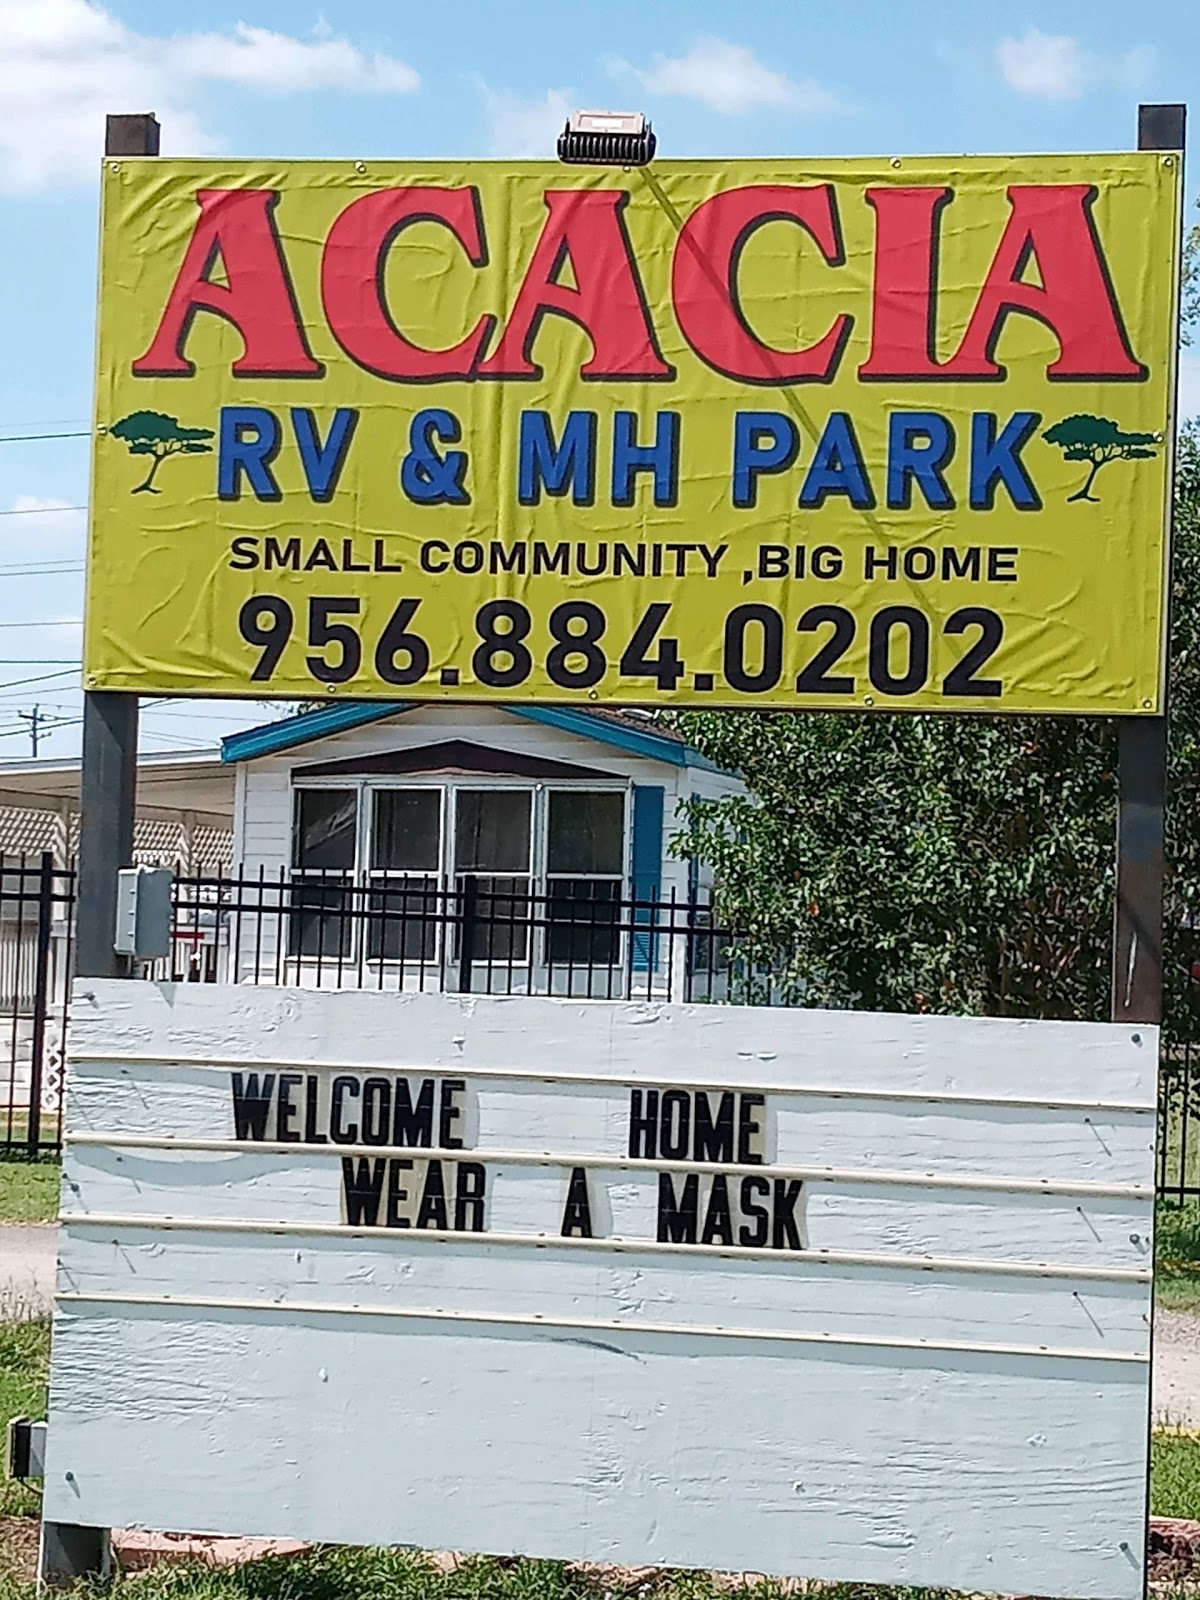 ACACIA
RV & MH PARK
SMALL COMMUNITY ,BIG HOME
956.884.0202
WELCOME HOME
WEAR A MASK